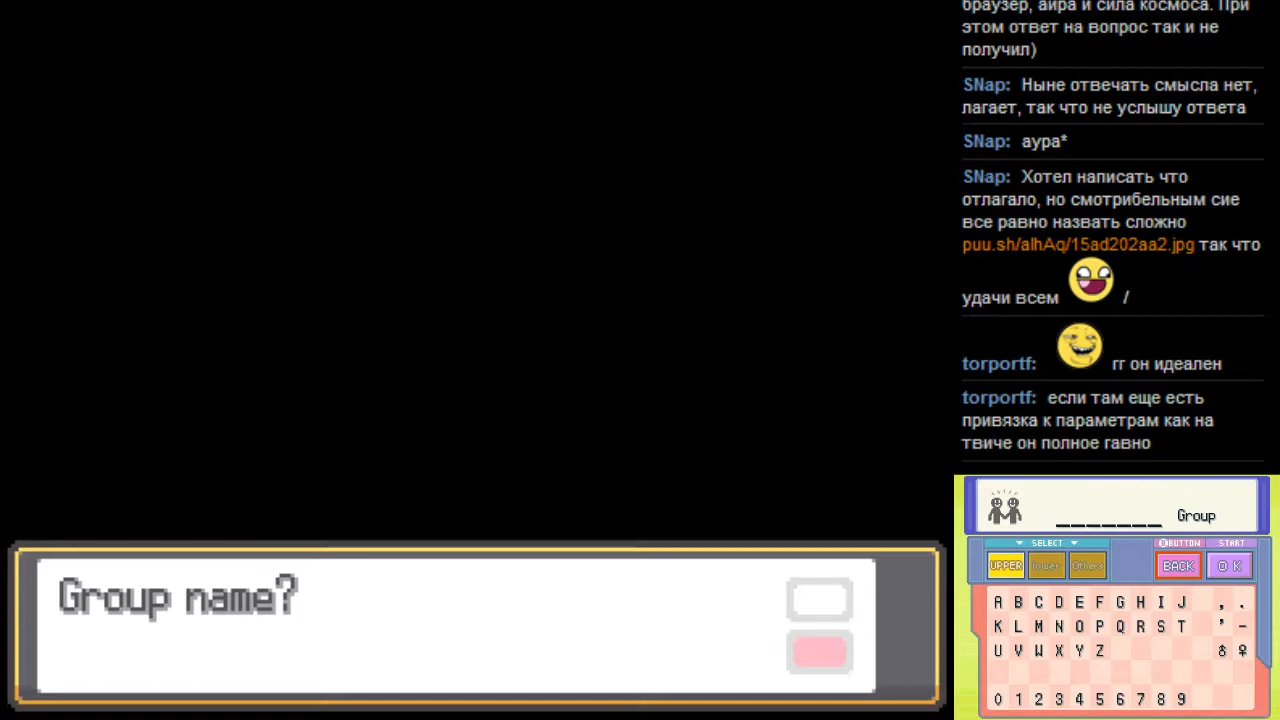 браузер, аира и сила космоса. При
этом ответ на вопрос так и не
получил)
SNap: Ныне отвечать смысла нет,
лагает, так что не услышу ответа
SNap: аура*
SNap: Хотел написать что
отлагало, но смотрибельным сие
все равно назвать сложно
puu.sh/alhAq/15ad202aa2.jpg так что
удачи всем /
torportf: гг он идеален
torportf: если там еще есть
привязка к параметрам как на
твиче он полное гавно
Group name?
_______ Group
SELECT BUTTON START
UPPER lower Others BACK OK
A B C D E F G H I J , .
K L M N O P Q R S T ' -
U V W X Y Z ♂ ♀
0 1 2 3 4 5 6 7 8 9